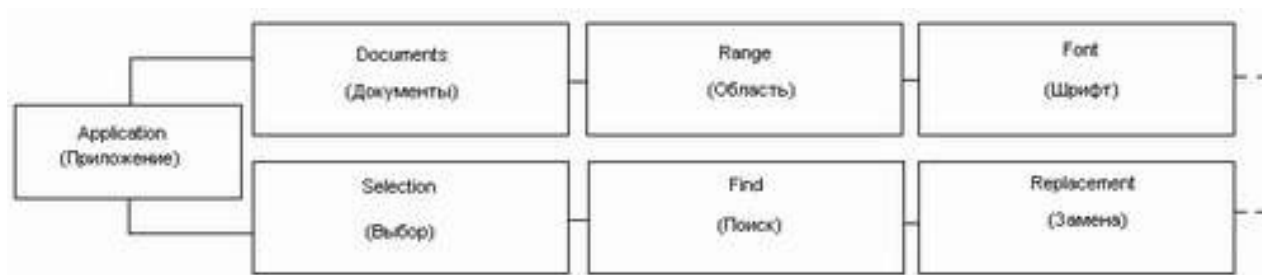 Documents
(Документы)
Range
(Область)
Font
(Шрифт)
Application
(Приложение)
Selection
(Выбор)
Find
(Поиск)
Replacement
(Замена)